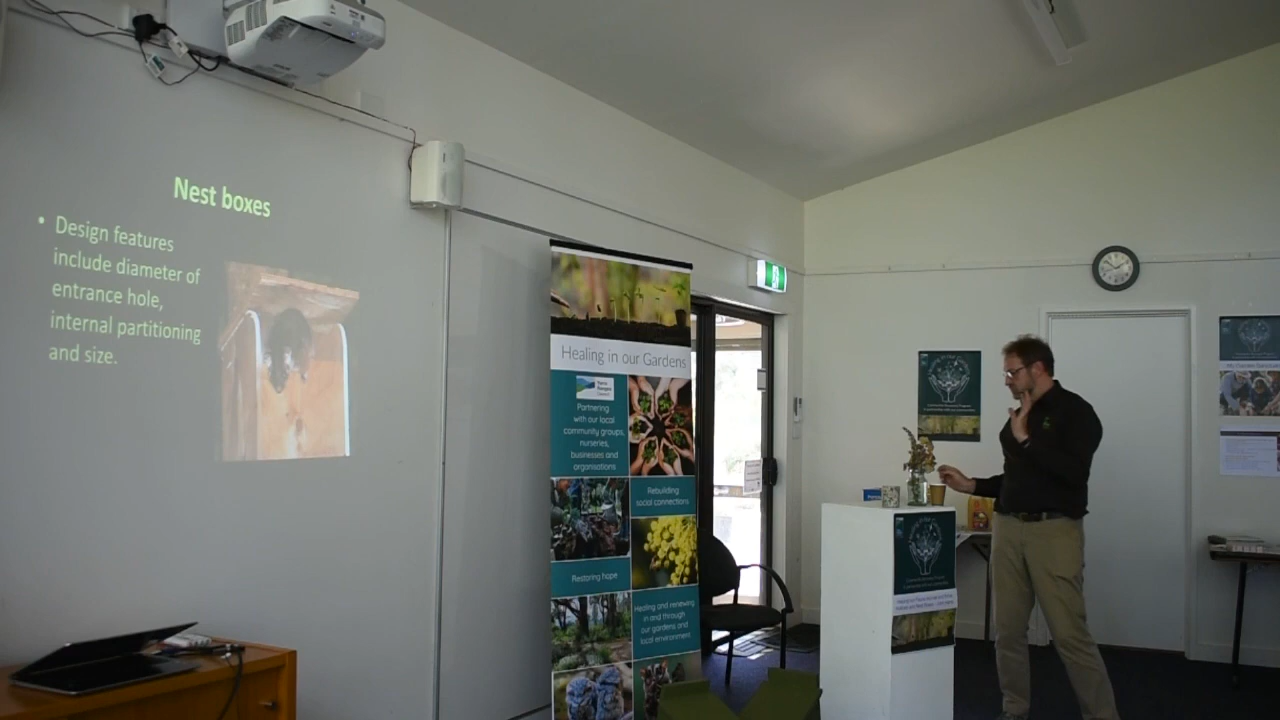 Nest boxes
• Design features
include diameter of
entrance hole,
internal partitioning
and size.
Healing in our Gardens
Partnering
with our local
community groups,
nurseries,
businesses and
organisations
Rebuilding
social connections
Restoring hope
Healing and renewing
in and through
our gardens and
local environment